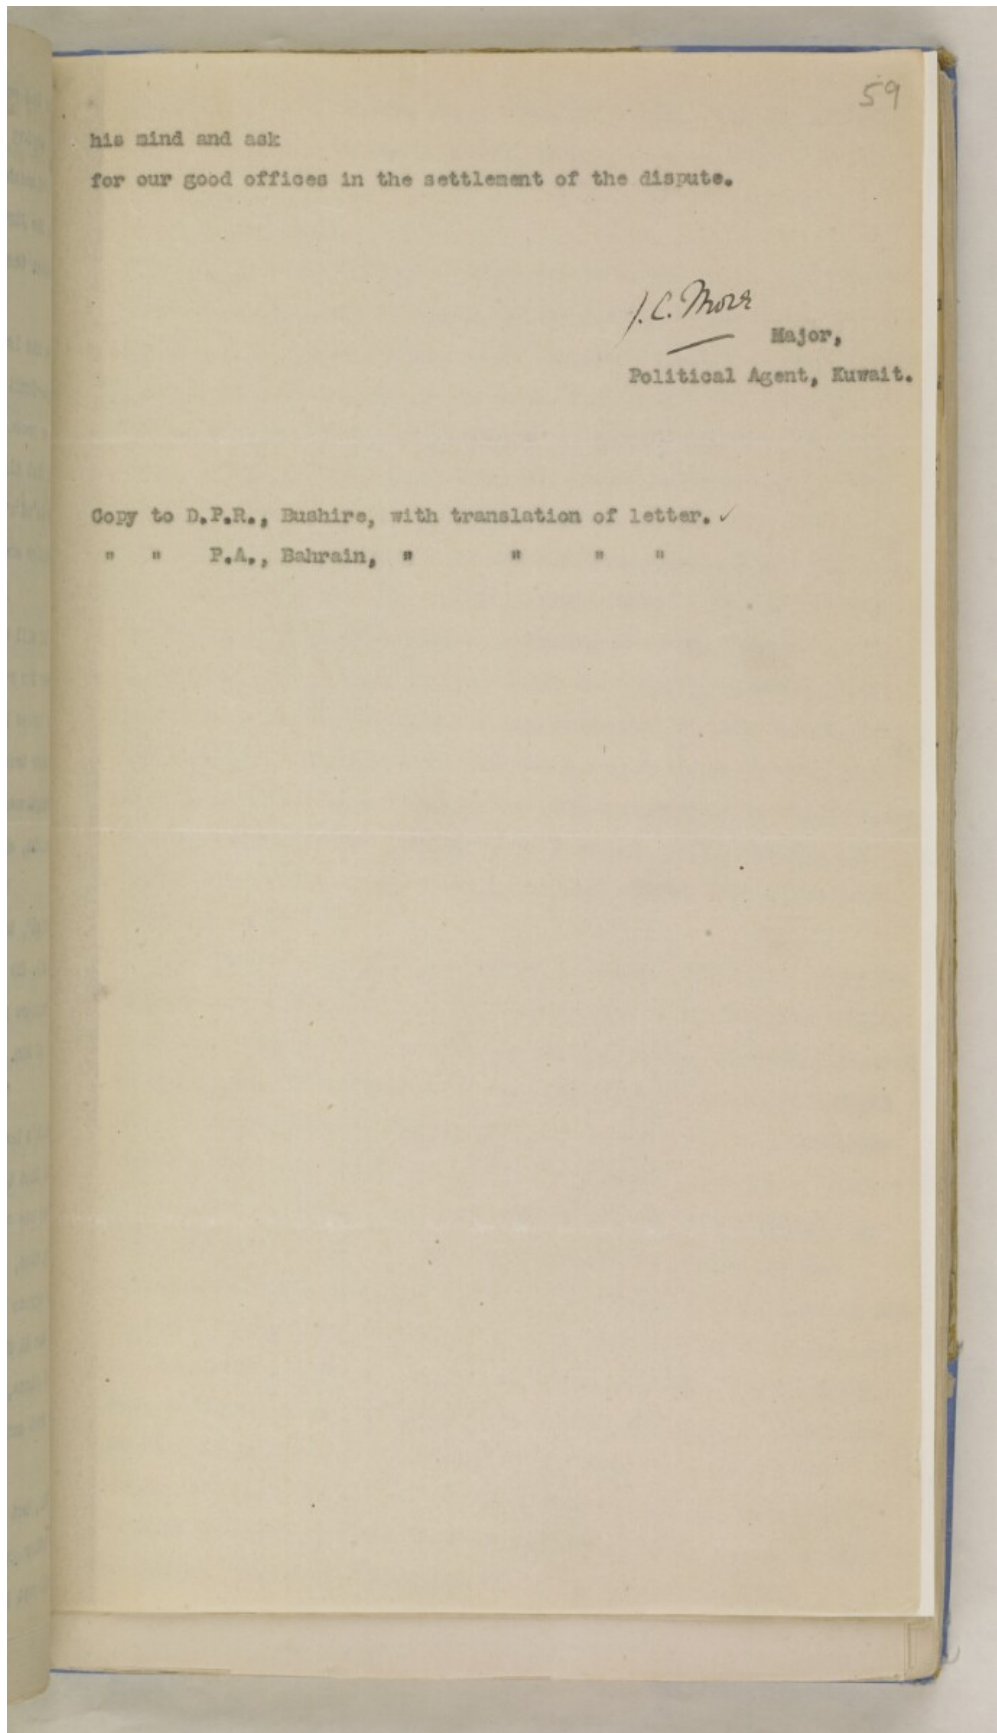 59
his mind and ask
for our good offices in the settlement of the dispute.
J. C. More
Major,
Political Agent, Kuwait.
Copy to D.P.R., Bushire, with translation of letter. ✓
" " P.A., Bahrain, " " " "